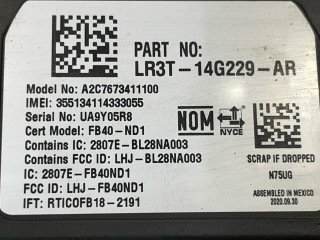 PART NO:
LR3T-14G229-AR
Model No: A2C7673411100
IMEI: 355134114333055
Serial No: UA9Y05R8
Cert Model: FB40-ND1
Contains IC: 2807E-BL28NA003
Contains FCC ID: LHJ-BL28NA003
IC: 2807E-FB40ND1
FCC ID: LHJ-FB40ND1
IFT: RTICOFB18-2191
NOM
NYCE
SCRAP IF DROPPED
N75UG
ASSEMBLED IN MEXICO
2020.09.30